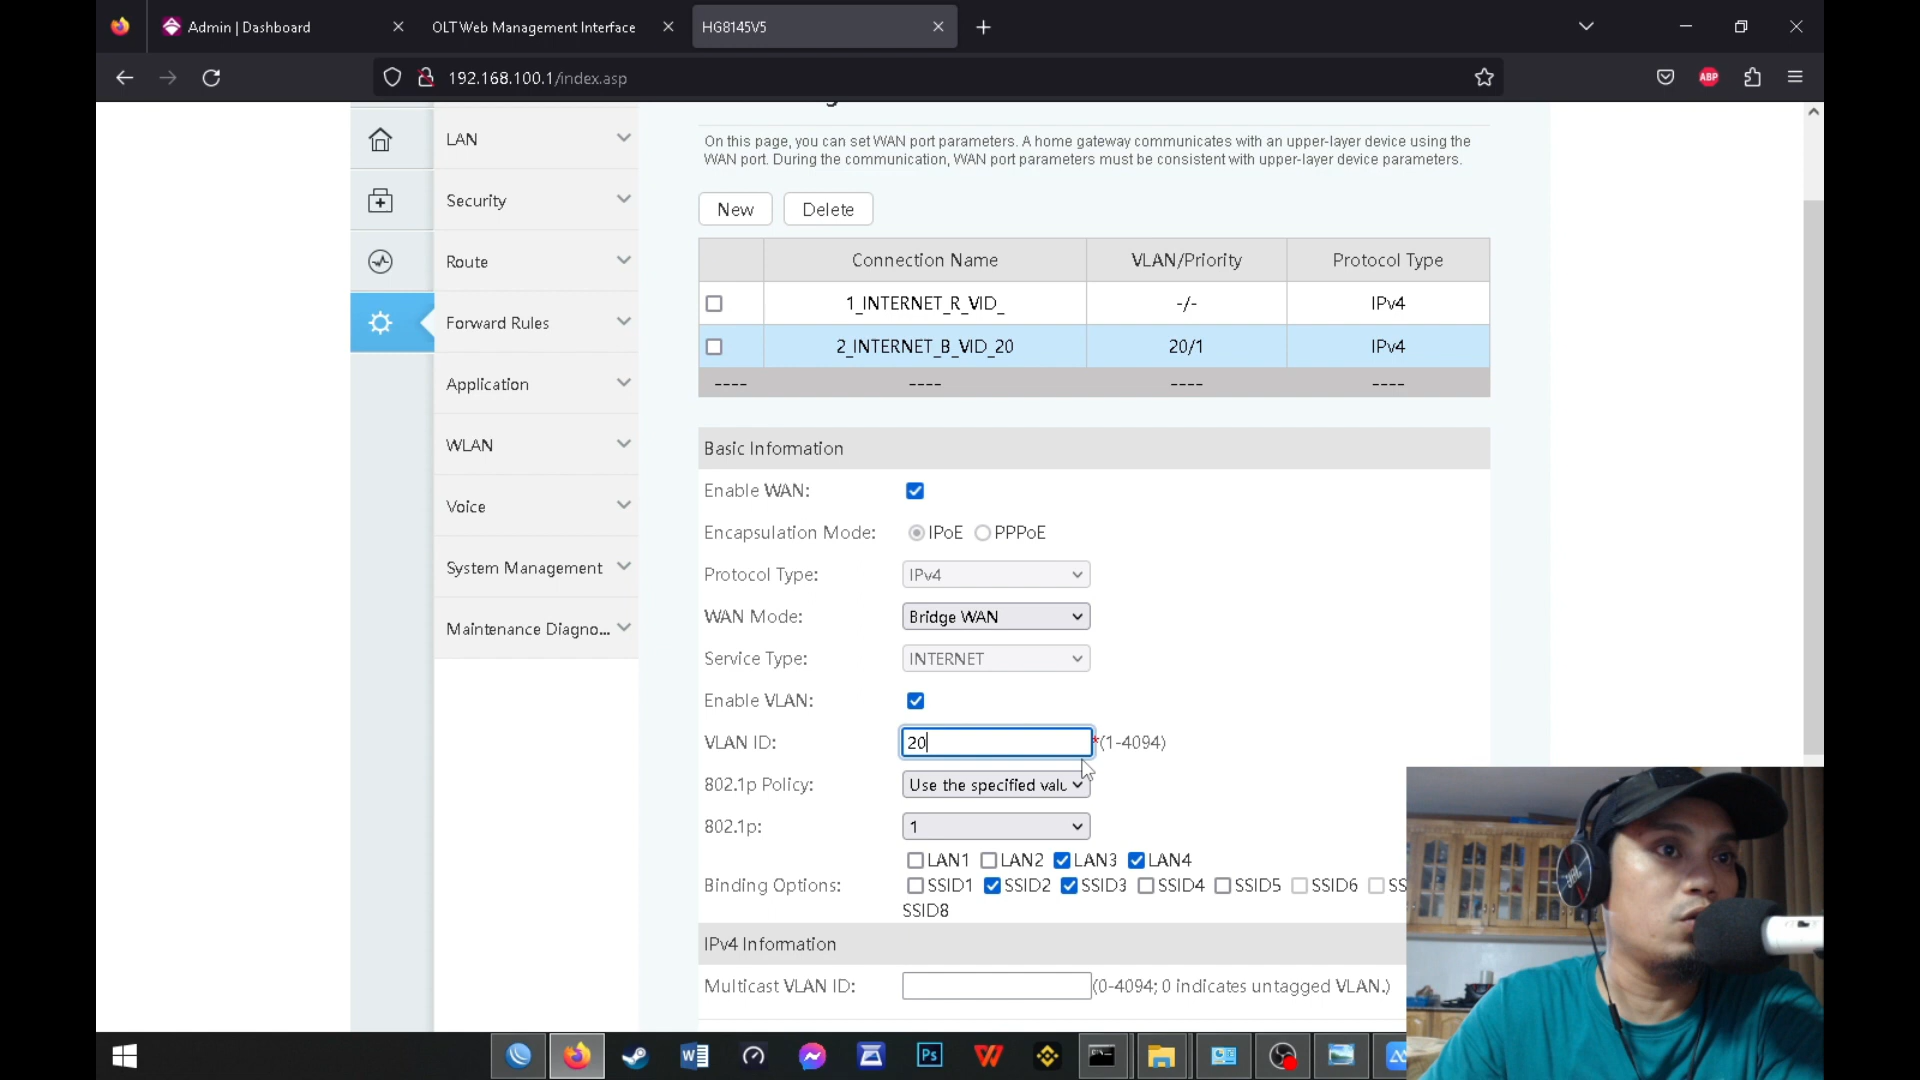 Admin | Dashboard
OLT Web Management Interface
HG8145V5
192.168.100.1/index.asp
ABP
LAN
Security
Route
Forward Rules
Application
WLAN
Voice
System Management
Maintenance Diagno...
On this page, you can set WAN port parameters. A home gateway communicates with an upper-layer device using the
WAN port. During the communication, WAN port parameters must be consistent with upper-layer device parameters.
New Delete
Connection Name VLAN/Priority Protocol Type
1_INTERNET_R_VID_ -/- IPv4
2_INTERNET_B_VID_20 20/1 IPv4
---- ---- ---- ----
Basic Information
Enable WAN:
Encapsulation Mode: IPoE PPPoE
Protocol Type: IPv4
WAN Mode: Bridge WAN
Service Type: INTERNET
Enable VLAN:
VLAN ID: 20 *(1-4094)
802.1p Policy: Use the specified valu
802.1p: 1
LAN1 LAN2 LAN3 LAN4
Binding Options: SSID1 SSID2 SSID3 SSID4 SSID5 SSID6 SS
SSID8
IPv4 Information
Multicast VLAN ID: (0-4094; 0 indicates untagged VLAN.)
Ps
JBL